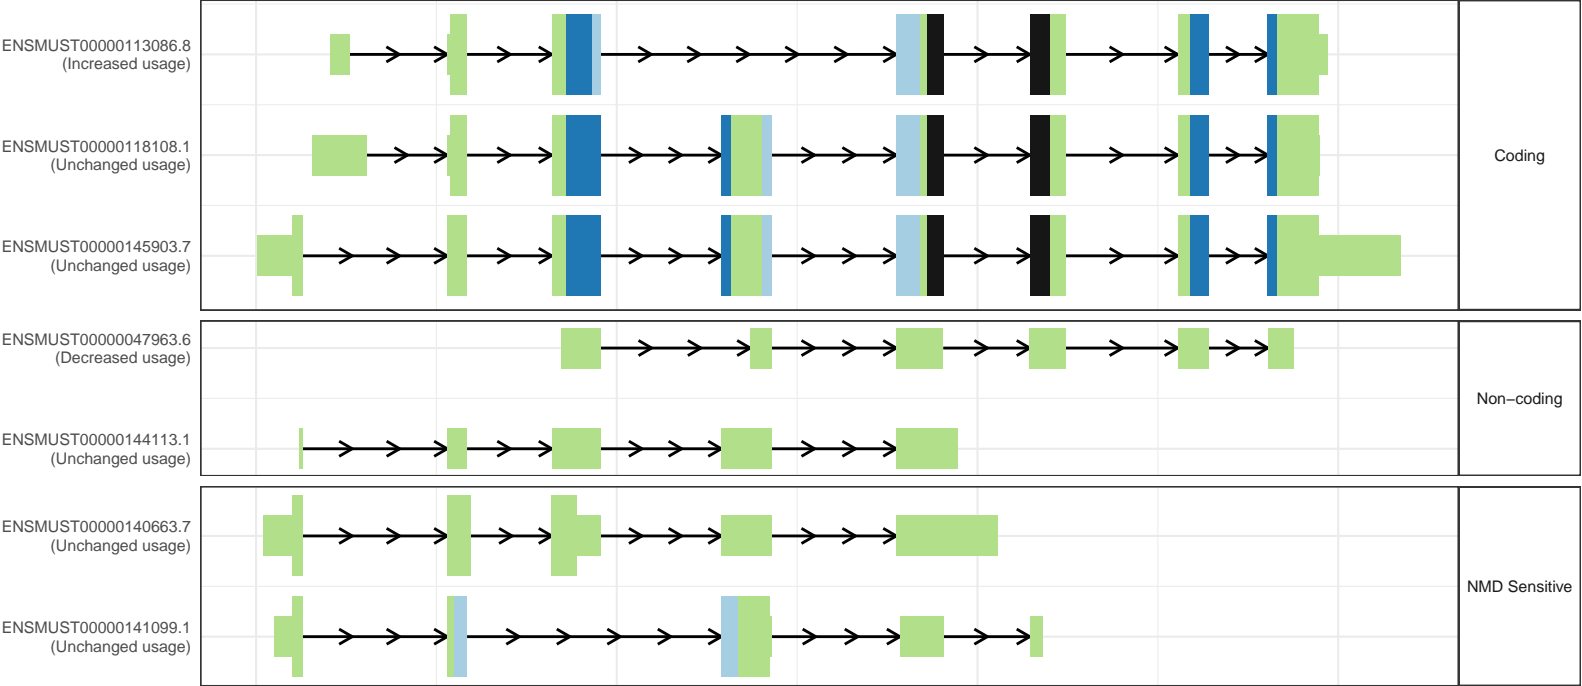 ENSMUST00000113086.8
(Increased usage)
ENSMUST00000118108.1
(Unchanged usage)
ENSMUST00000145903.7
(Unchanged usage)
Coding
ENSMUST00000047963.6
(Decreased usage)
ENSMUST00000144113.1
(Unchanged usage)
Non−coding
ENSMUST00000140663.7
(Unchanged usage)
ENSMUST00000141099.1
(Unchanged usage)
NMD Sensitive